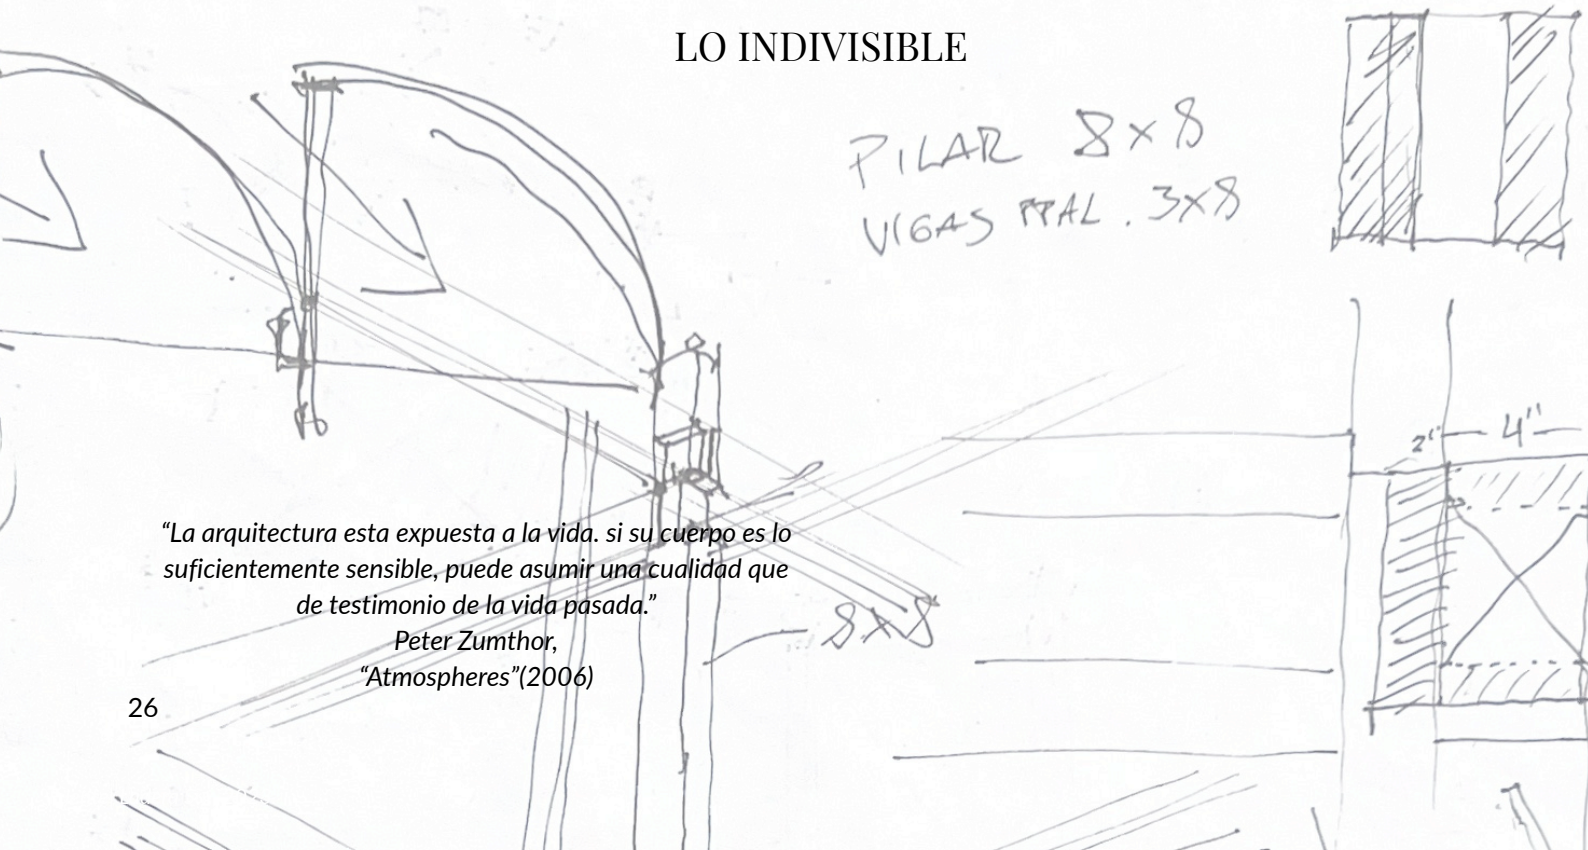 LO INDIVISIBLE
PILAR 8x8
VIGAS PPAL. 3x8
2" 4"
“La arquitectura esta expuesta a la vida. si su cuerpo es lo
suficientemente sensible, puede asumir una cualidad que
de testimonio de la vida pasada.”
8x8
Peter Zumthor,
“Atmospheres”(2006)
26